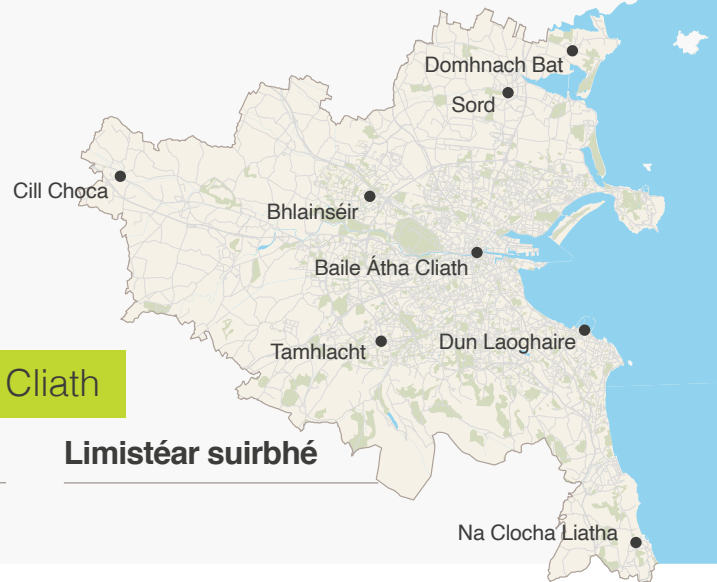 Domhnach Bat
Sord
Cill Choca
Bhlainséir
Baile Átha Cliath
Dun Laoghaire
Tamhlacht
Cliath
Limistéar suirbhé
Na Clocha Liatha